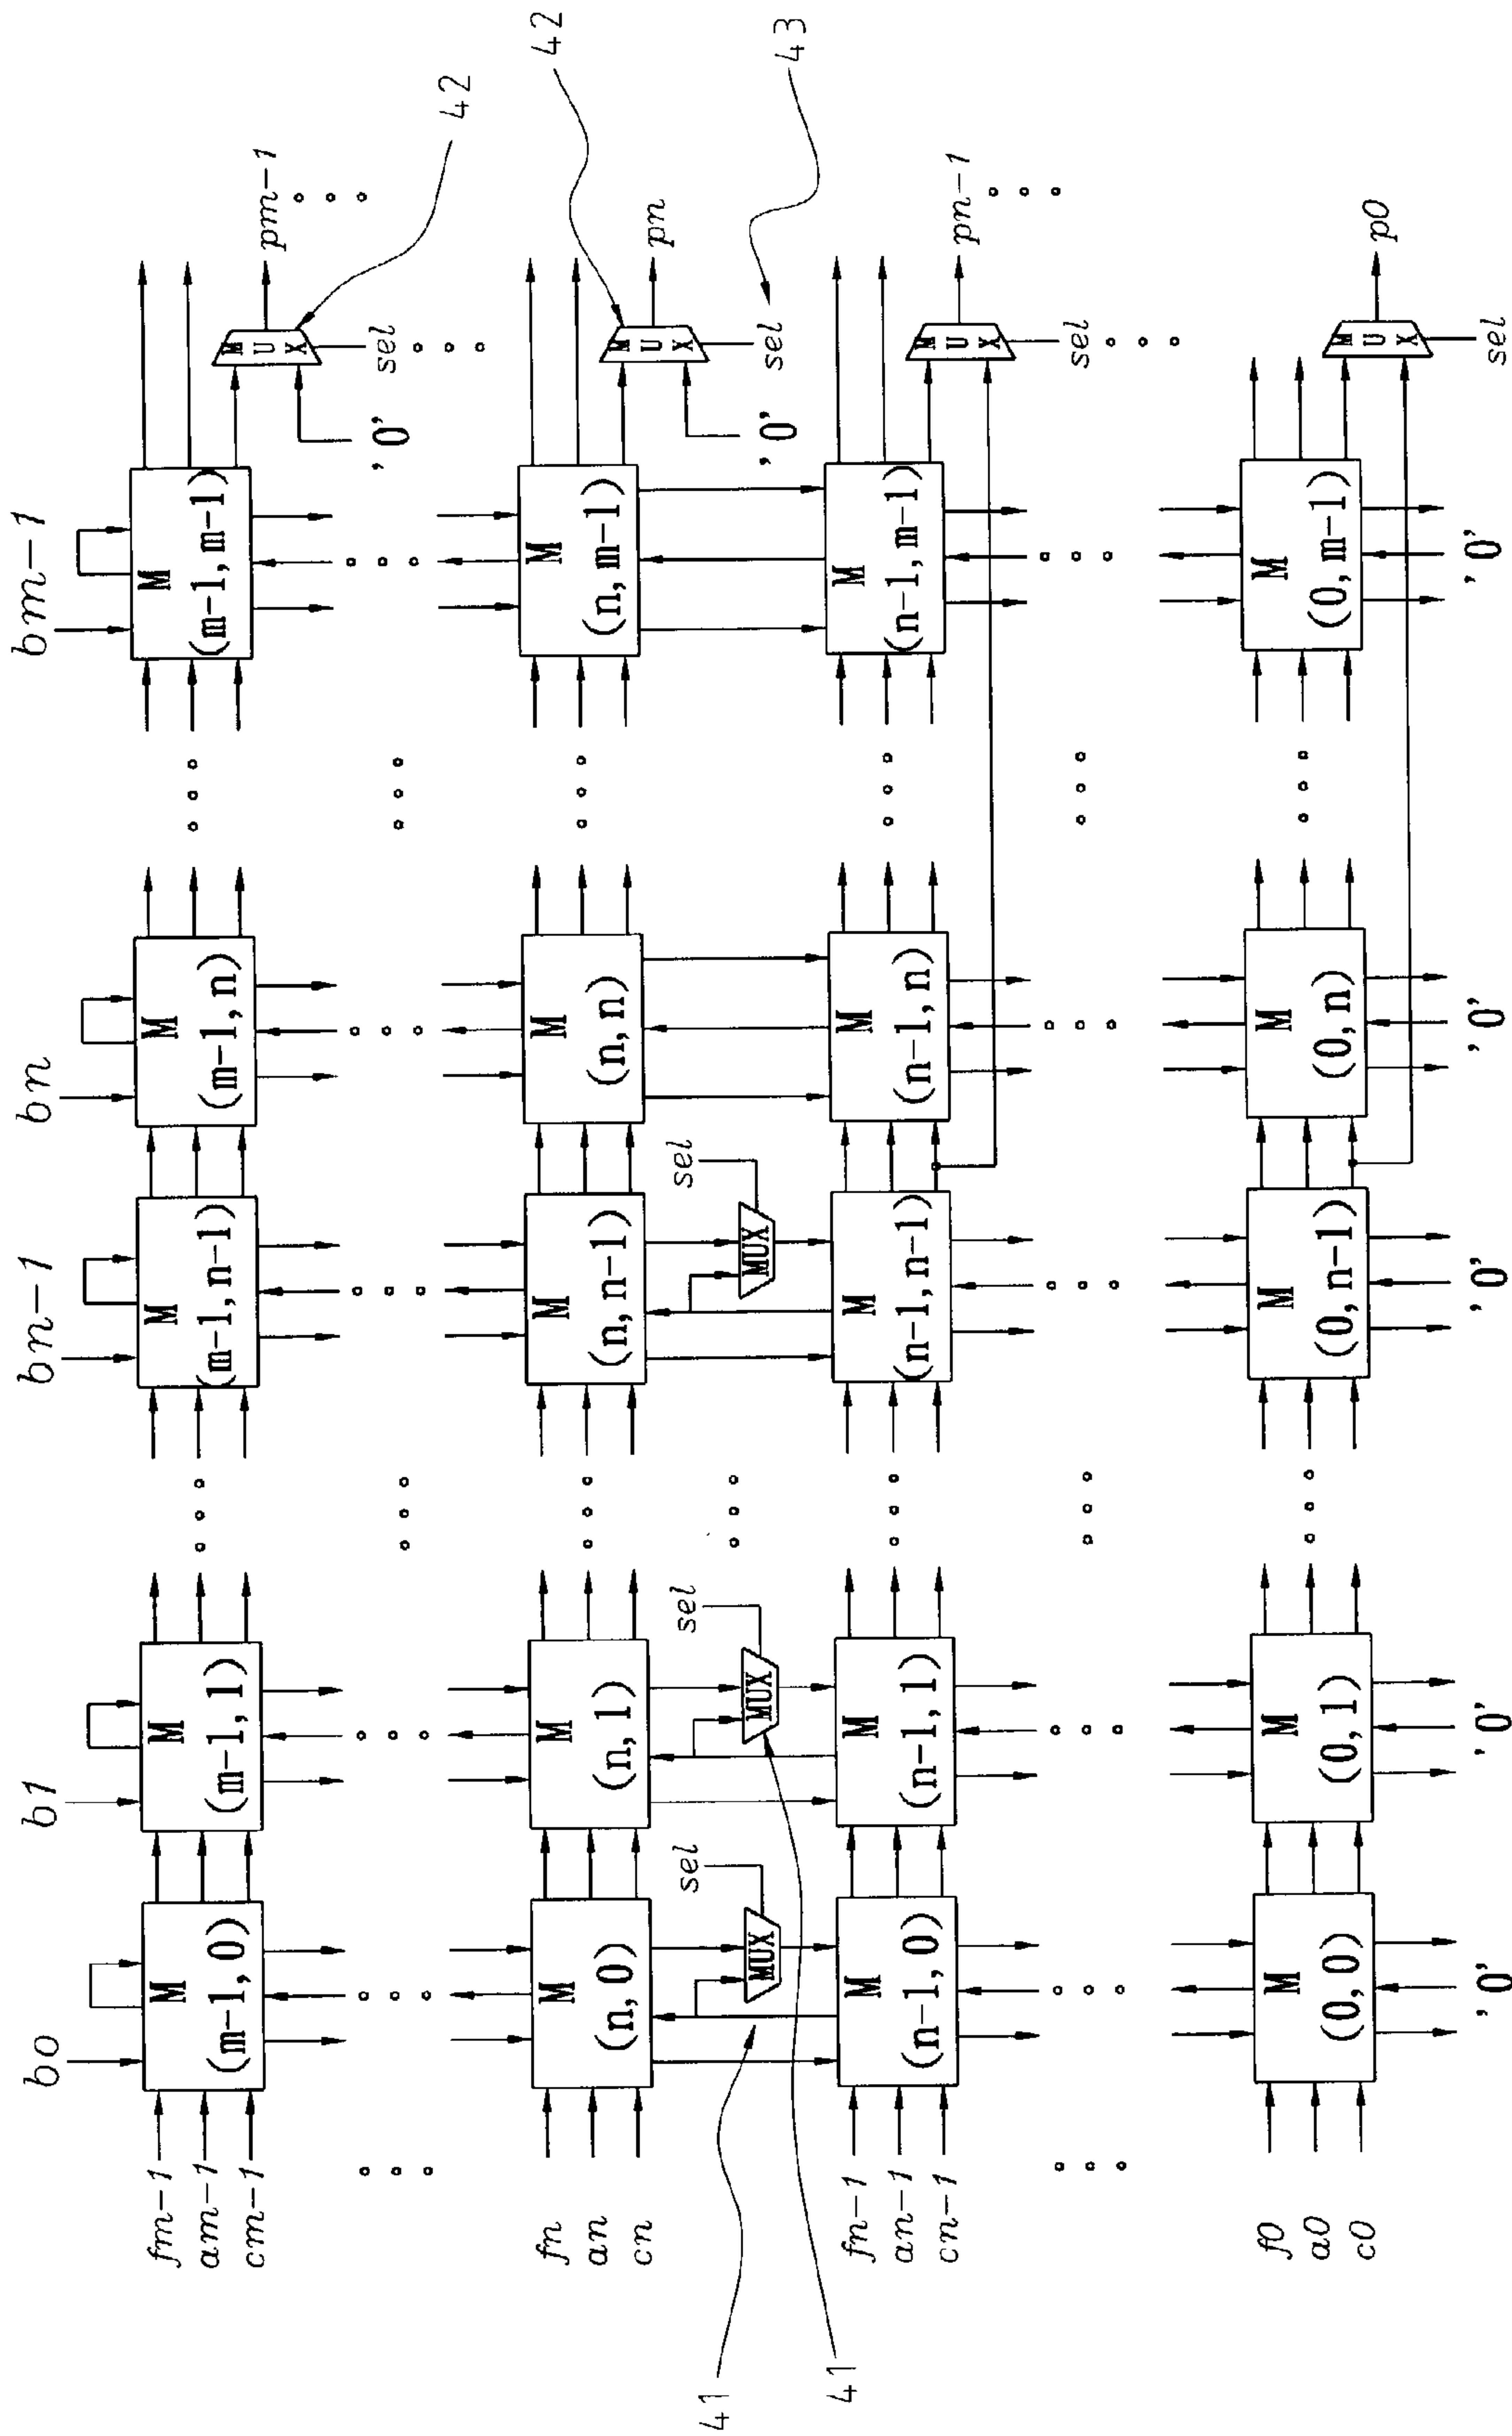 bo
b1
bn-1
bn
bm-1
fm-1
am-1
cm-1
M
(m-1,0)
M
(m-1,1)
M
(m-1,n-1)
M
(m-1,n)
M
(m-1,m-1)
MUX
pm-1
42
'0'
sel
fn
an
cn
M
(n,0)
M
(n,1)
M
(n,n-1)
M
(n,n)
M
(n,m-1)
MUX
pn
42
'0'
sel
43
41
MUX
sel
41
MUX
sel
MUX
sel
fn-1
an-1
cn-1
M
(n-1,0)
M
(n-1,1)
M
(n-1,n-1)
M
(n-1,n)
M
(n-1,m-1)
MUX
pn-1
sel
f0
a0
c0
M
(0,0)
M
(0,1)
M
(0,n-1)
M
(0,n)
M
(0,m-1)
MUX
p0
sel
'0'
'0'
'0'
'0'
'0'